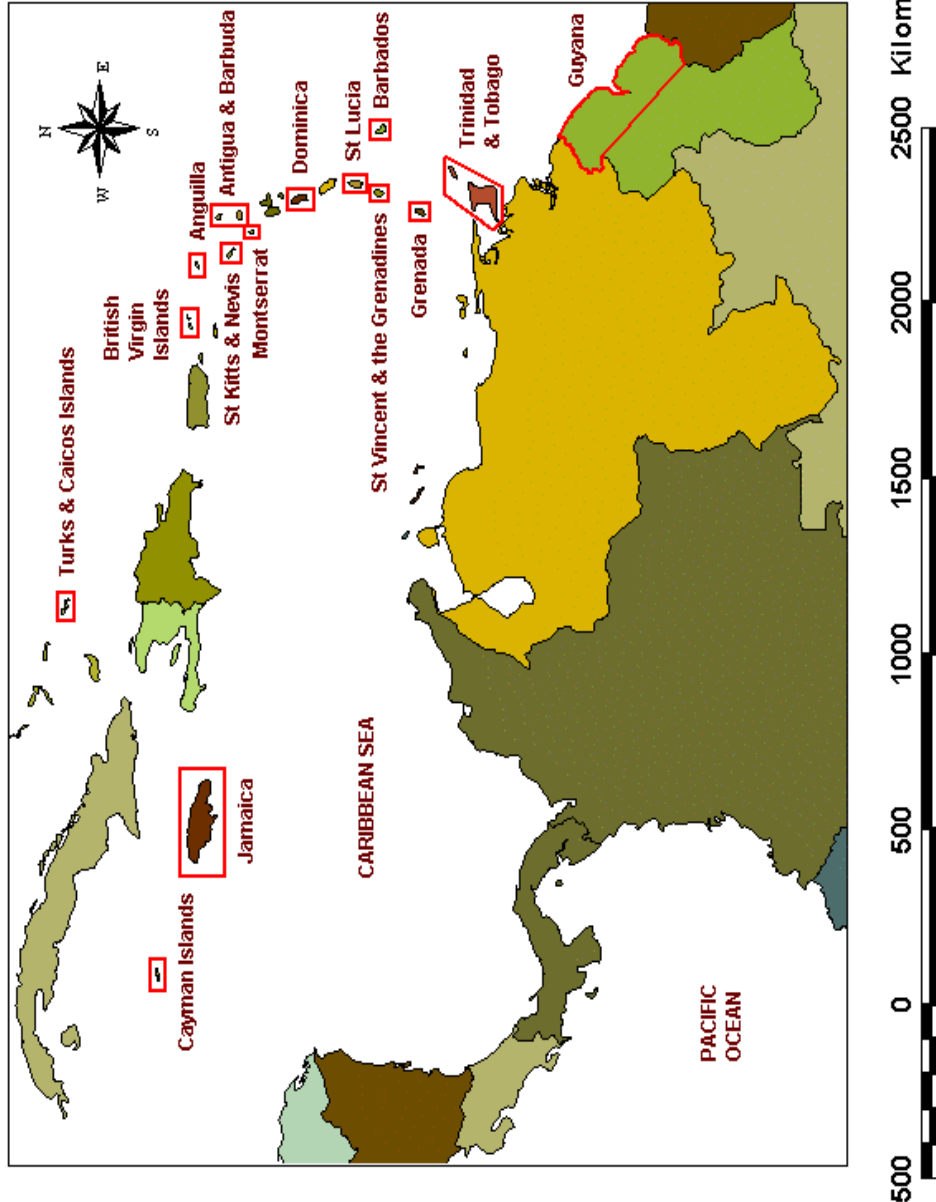 N
W E
S
Turks & Caicos Islands
British
Virgin
Islands
Anguilla
Antigua & Barbuda
Cayman Islands
St Kitts & Nevis
Montserrat
Jamaica
Dominica
St Lucia
Barbados
CARIBBEAN SEA
St Vincent & the Grenadines
Grenada
Trinidad
& Tobago
Guyana
PACIFIC
OCEAN
500 0 500 1000 1500 2000 2500 Kilom